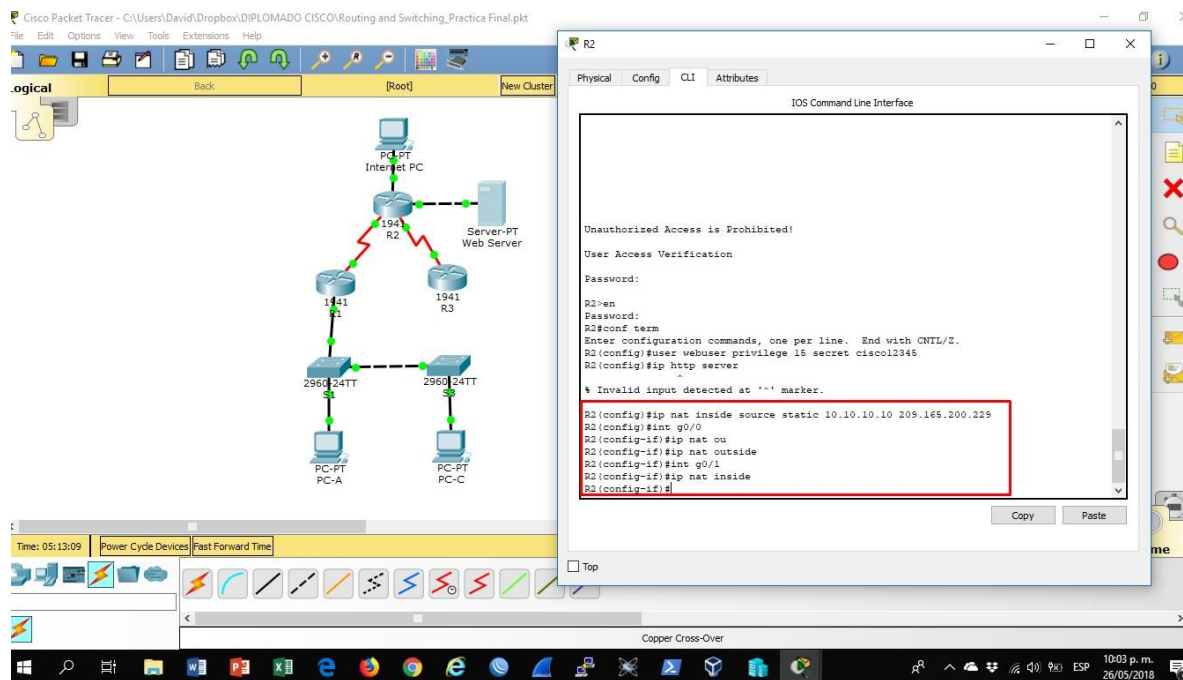 Cisco Packet Tracer - C:\Users\David\Dropbox\DIPLOMADO CISCO\Routing and Switching_Practica Final.pkt
File Edit Options View Tools Extensions Help
Logical
Back
[Root]
New Cluster
PC-PT
Internet PC
1941
R2
Server-PT
Web Server
1941
R1
1941
R3
2960-24TT
S1
2960-24TT
S3
PC-PT
PC-A
PC-PT
PC-C
R2
Physical Config CLI Attributes
IOS Command Line Interface
Unauthorized Access is Prohibited!
User Access Verification
Password:
R2>en
Password:
R2#conf term
Enter configuration commands, one per line. End with CNTL/Z.
R2(config)#user webuser privilege 15 secret cisco12345
R2(config)#ip http server
^
% Invalid input detected at '^' marker.
R2(config)#ip nat inside source static 10.10.10.10 209.165.200.229
R2(config)#int g0/0
R2(config-if)#ip nat ou
R2(config-if)#ip nat outside
R2(config-if)#int g0/1
R2(config-if)#ip nat inside
R2(config-if)#
Copy Paste
Top
Time: 05:13:09 Power Cycle Devices Fast Forward Time
me
Copper Cross-Over
ESP
10:03 p. m.
26/05/2018